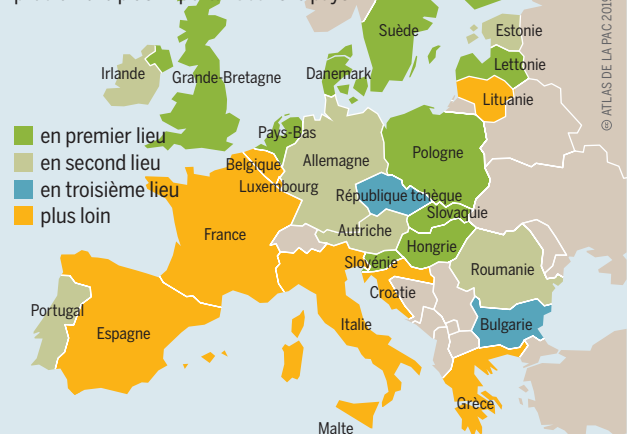 Suède
Estonie
Lettonie
Irlande
Grande-Bretagne
Danemark
Lituanie
en premier lieu
en second lieu
en troisième lieu
plus loin
Pays-Bas
Belgique
Allemagne
Pologne
Luxembourg
République tchèque
Slovaquie
France
Autriche
Hongrie
Slovénie
Roumanie
Croatie
Portugal
Espagne
Italie
Bulgarie
Grèce
Malte
© ATLAS DE LA PAC 2019